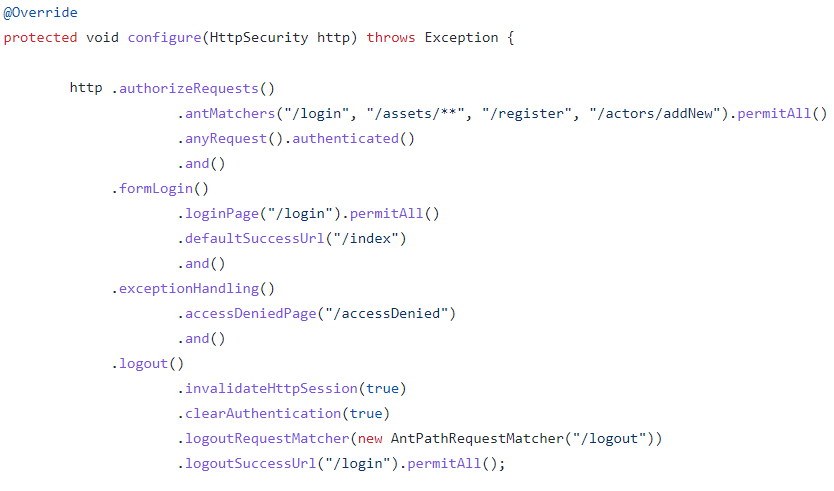 @Override
protected void configure(HttpSecurity http) throws Exception {
http .authorizeRequests()
.antMatchers("/login", "/assets/**", "/register", "/actors/addNew").permitAll()
.anyRequest().authenticated()
.and()
.formLogin()
.loginPage("/login").permitAll()
.defaultSuccessUrl("/index")
.and()
.exceptionHandling()
.accessDeniedPage("/accessDenied")
.and()
.logout()
.invalidateHttpSession(true)
.clearAuthentication(true)
.logoutRequestMatcher(new AntPathRequestMatcher("/logout"))
.logoutSuccessUrl("/login").permitAll();